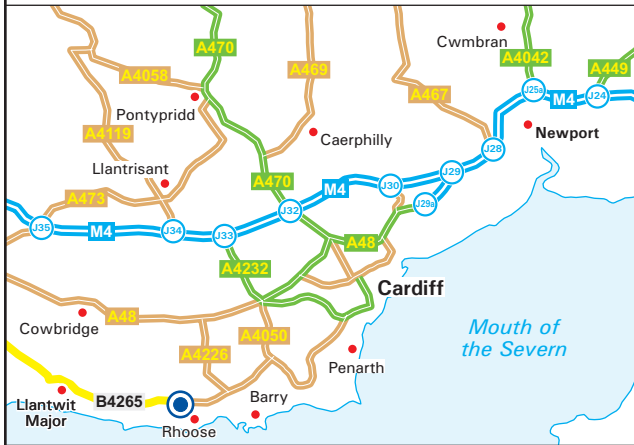 Cwmbran
A470
A4042
A449
A4058
A469
A467
J25a
M4
J24
Pontypridd
A4119
Caerphilly
Newport
J28
Llantrisant
A470
M4
J30
J29
A473
J29a
J32
J35
M4
J34
J33
A48
A4232
Cardiff
A48
Cowbridge
A4050
A4226
Mouth of
the Severn
Penarth
Llantwit
Major
B4265
Barry
Rhoose